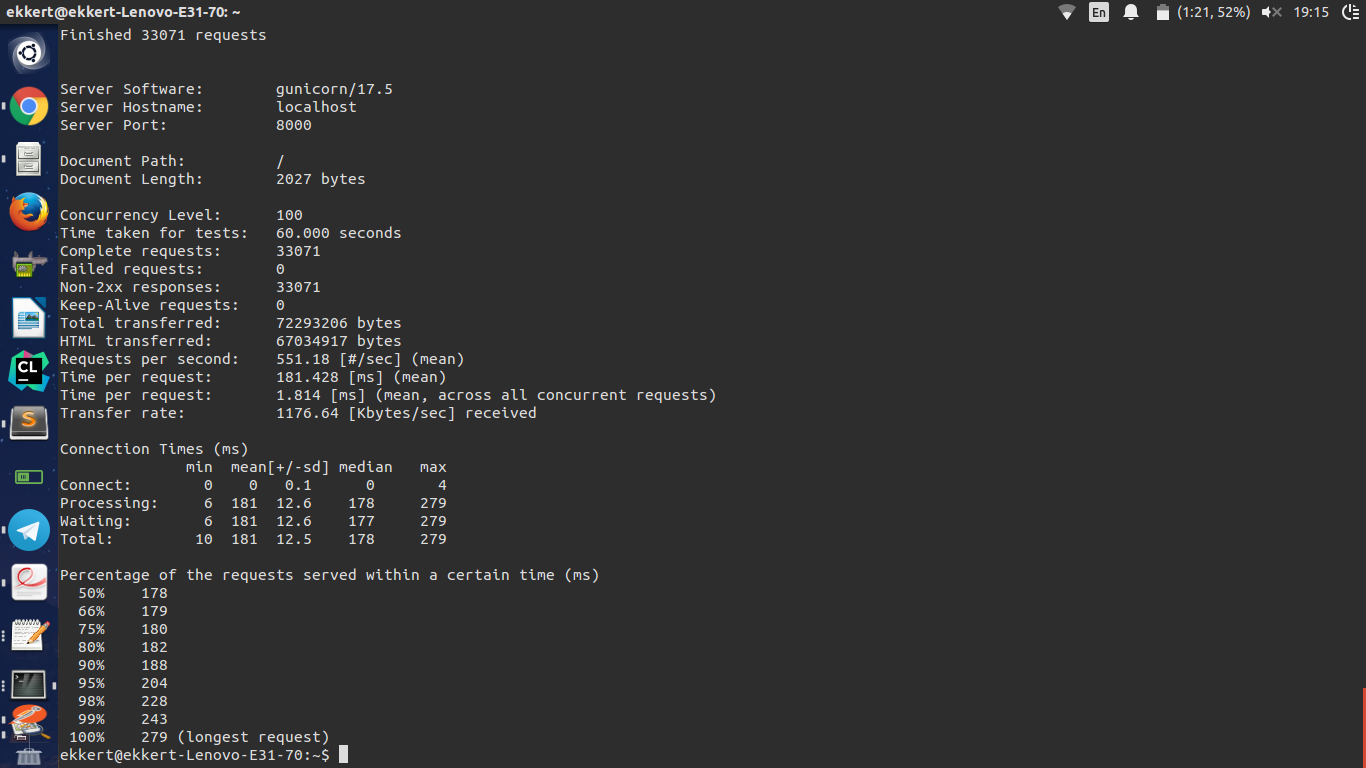 ekkert@ekkert-Lenovo-E31-70: ~
En (1:21, 52%) 19:15
Finished 33071 requests
Server Software: gunicorn/17.5
Server Hostname: localhost
Server Port: 8000
Document Path: /
Document Length: 2027 bytes
Concurrency Level: 100
Time taken for tests: 60.000 seconds
Complete requests: 33071
Failed requests: 0
Non-2xx responses: 33071
Keep-Alive requests: 0
Total transferred: 72293206 bytes
HTML transferred: 67034917 bytes
Requests per second: 551.18 [#/sec] (mean)
Time per request: 181.428 [ms] (mean)
Time per request: 1.814 [ms] (mean, across all concurrent requests)
Transfer rate: 1176.64 [Kbytes/sec] received
Connection Times (ms)
min mean[+/-sd] median max
Connect: 0 0 0.1 0 4
Processing: 6 181 12.6 178 279
Waiting: 6 181 12.6 177 279
Total: 10 181 12.5 178 279
Percentage of the requests served within a certain time (ms)
50% 178
66% 179
75% 180
80% 182
90% 188
95% 204
98% 228
99% 243
100% 279 (longest request)
ekkert@ekkert-Lenovo-E31-70:~$
CL
S